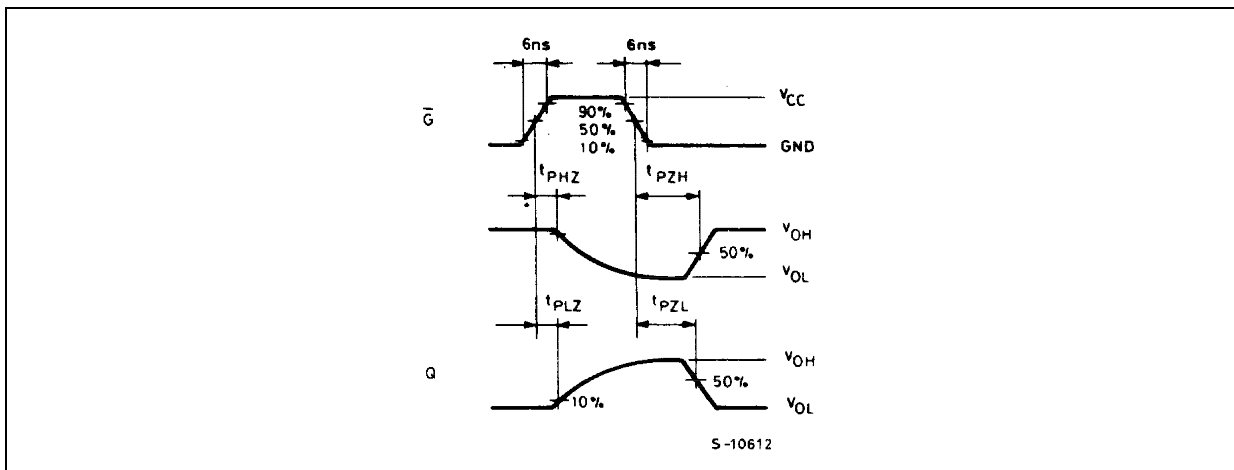 6ns 6ns
G̅
VCC
90%
50%
10%
GND
tPHZ tPZH
VOH
50%
VOL
tPLZ tPZL
Q
VOH
50%
10%
VOL
S-10612